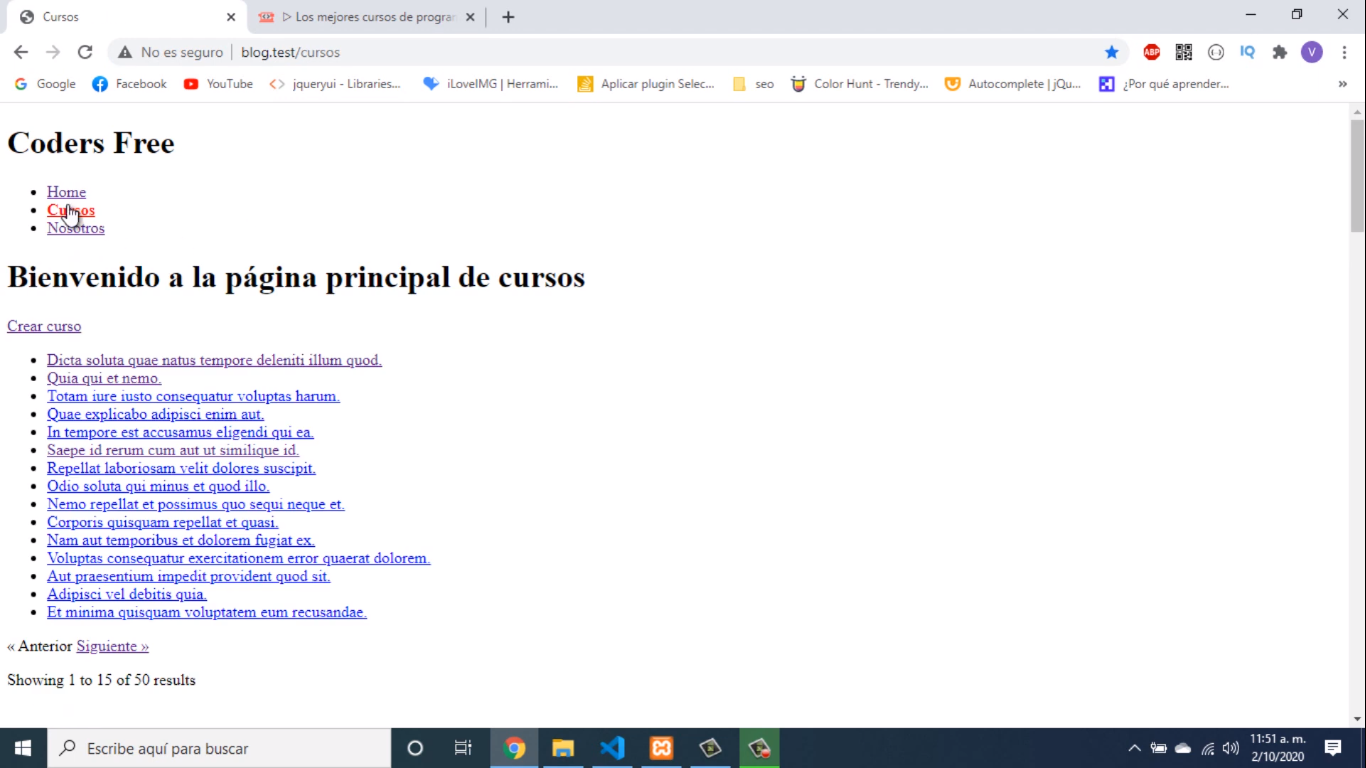 Cursos
Los mejores cursos de progra
No es seguro
blog.test/cursos
ABP
IQ
V
Google
Facebook
YouTube
jqueryui - Libraries...
iLoveIMG | Herrami...
Aplicar plugin Selec...
seo
Color Hunt - Trendy...
Autocomplete | jQu...
¿Por qué aprender...
»
Coders Free
• Home
• Cursos
• Nosotros
Bienvenido a la página principal de cursos
Crear curso
• Dicta soluta quae natus tempore deleniti illum quod.
• Quia qui et nemo.
• Totam iure iusto consequatur voluptas harum.
• Quae explicabo adipisci enim aut.
• In tempore est accusamus eligendi qui ea.
• Saepe id rerum cum aut ut similique id.
• Repellat laboriosam velit dolores suscipit.
• Odio soluta qui minus et quod illo.
• Nemo repellat et possimus quo sequi neque et.
• Corporis quisquam repellat et quasi.
• Nam aut temporibus et dolorem fugiat ex.
• Voluptas consequatur exercitationem error quaerat dolorem.
• Aut praesentium impedit provident quod sit.
• Adipisci vel debitis quia.
• Et minima quisquam voluptatem eum recusandae.
« Anterior Siguiente »
Showing 1 to 15 of 50 results
Escribe aquí para buscar
11:51 a. m.
2/10/2020